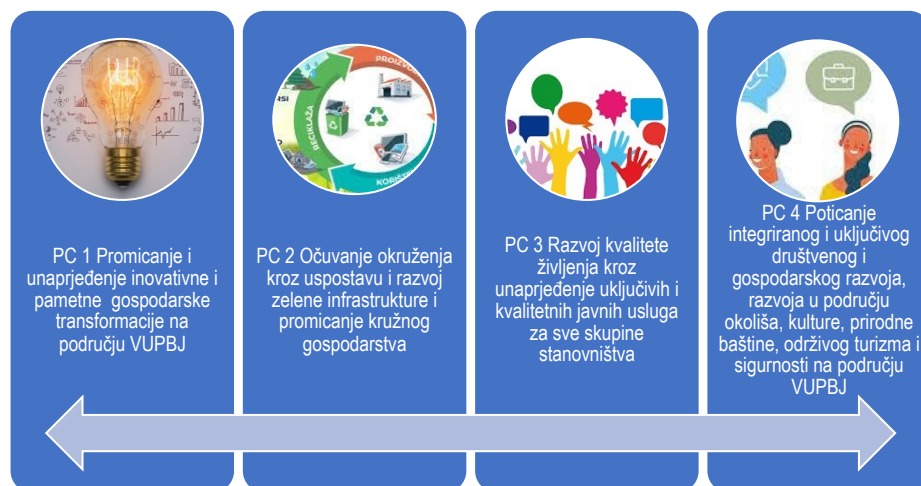 PC 1 Promicanje i
unaprjeđenje inovativne i
pametne gospodarske
transformacije na
području VUPBJ
RECIKLAŽA
PC 2 Očuvanje okruženja
kroz uspostavu i razvoj
zelene infrastrukture i
promicanje kružnog
gospodarstva
PC 3 Razvoj kvalitete
življenja kroz
unaprjeđenje uključivih i
kvalitetnih javnih usluga
za sve skupine
stanovništva
PC 4 Poticanje
integriranog i uključivog
društvenog i
gospodarskog razvoja,
razvoja u području
okoliša, kulture, prirodne
baštine, održivog turizma i
sigurnosti na području
VUPBJ